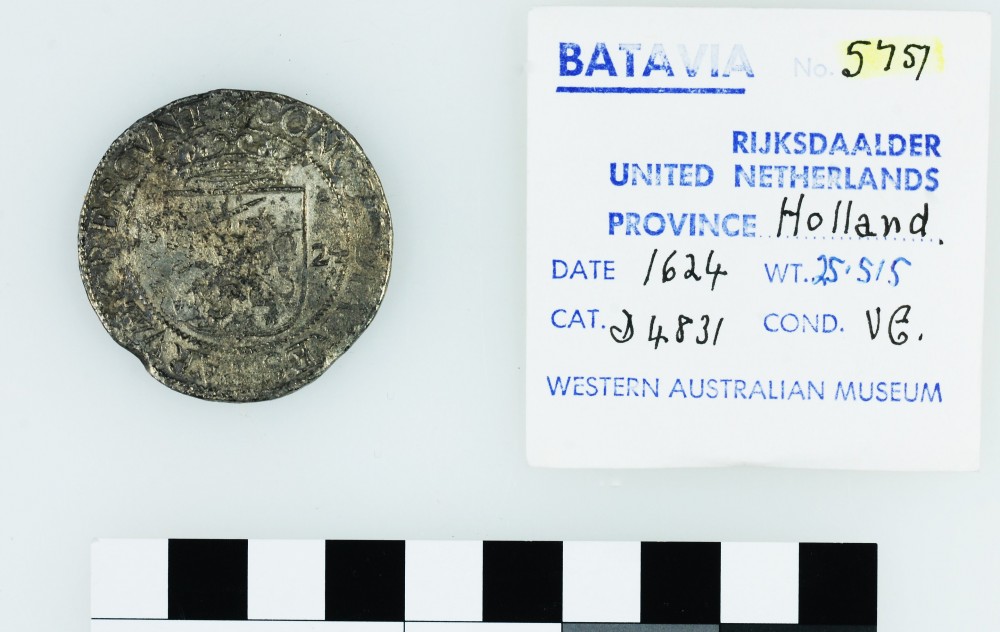 BATAVIA No. 5757
RIJKSDAALDER
UNITED NETHERLANDS
PROVINCE Holland.
DATE 1624 WT. 25.515
CAT. D4831 COND. VG.
WESTERN AUSTRALIAN MUSEUM
CONC